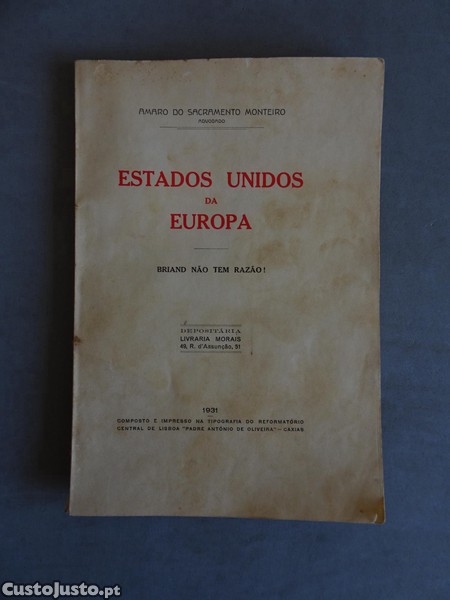 AMARO DO SACRAMENTO MONTEIRO
ADVOGADO
ESTADOS UNIDOS
DA
EUROPA
BRIAND NÃO TEM RAZÃO!
DEPOSITÁRIA
LIVRARIA MORAIS
49, R. d'Assunção, 51
1931
COMPOSTO E IMPRESSO NA TIPOGRAFIA DO REFORMATÓRIO
CENTRAL DE LISBOA "PADRE ANTÓNIO DE OLIVEIRA" — CAXIAS
CustoJusto.pt